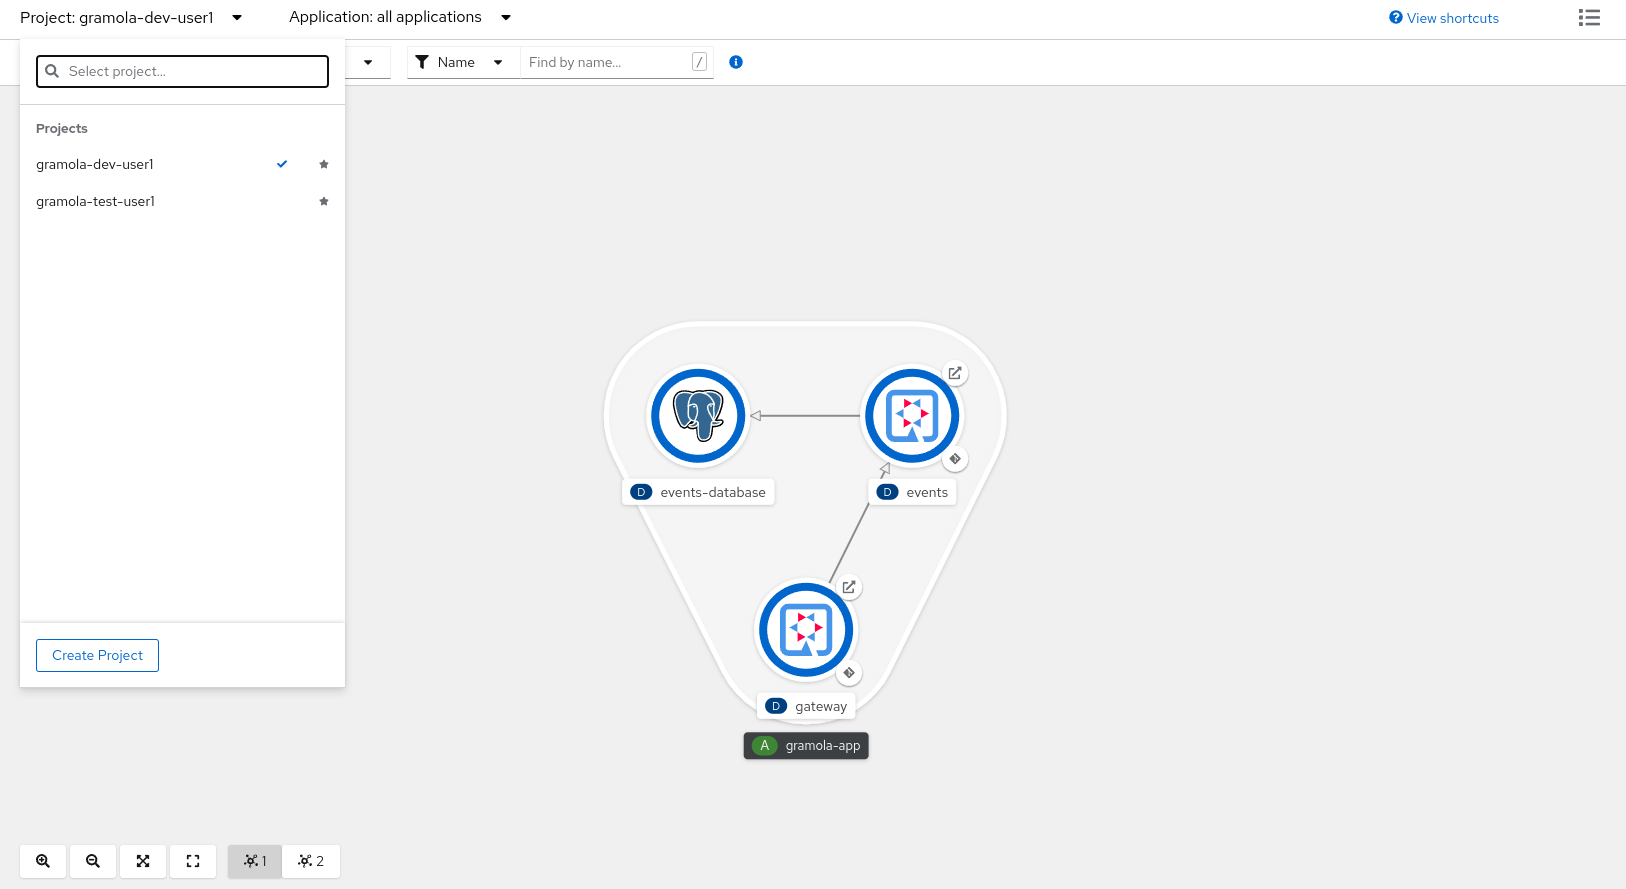 Project: gramola-dev-user1
Application: all applications
View shortcuts
Select project...
Name
Find by name...
/
Projects
gramola-dev-user1
gramola-test-user1
Create Project
D events-database
D events
D gateway
A gramola-app
1
2